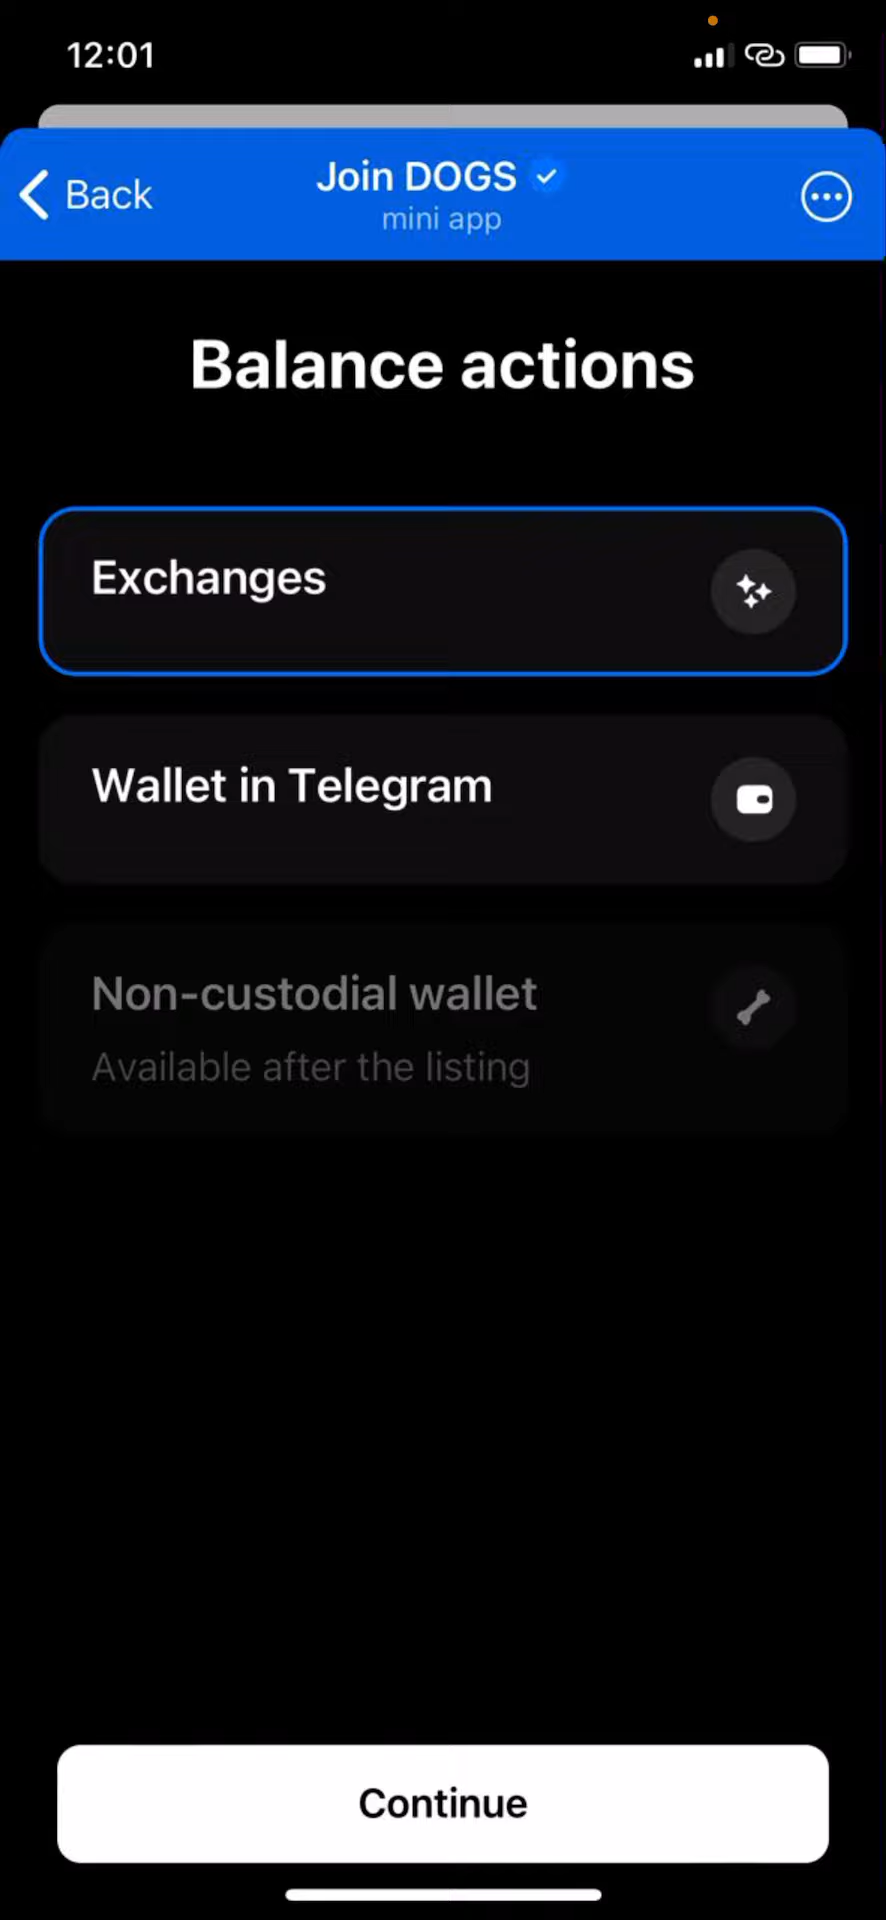 12:01
Back
Join DOGS
mini app
Balance actions
Exchanges
Wallet in Telegram
Non-custodial wallet
Available after the listing
Continue